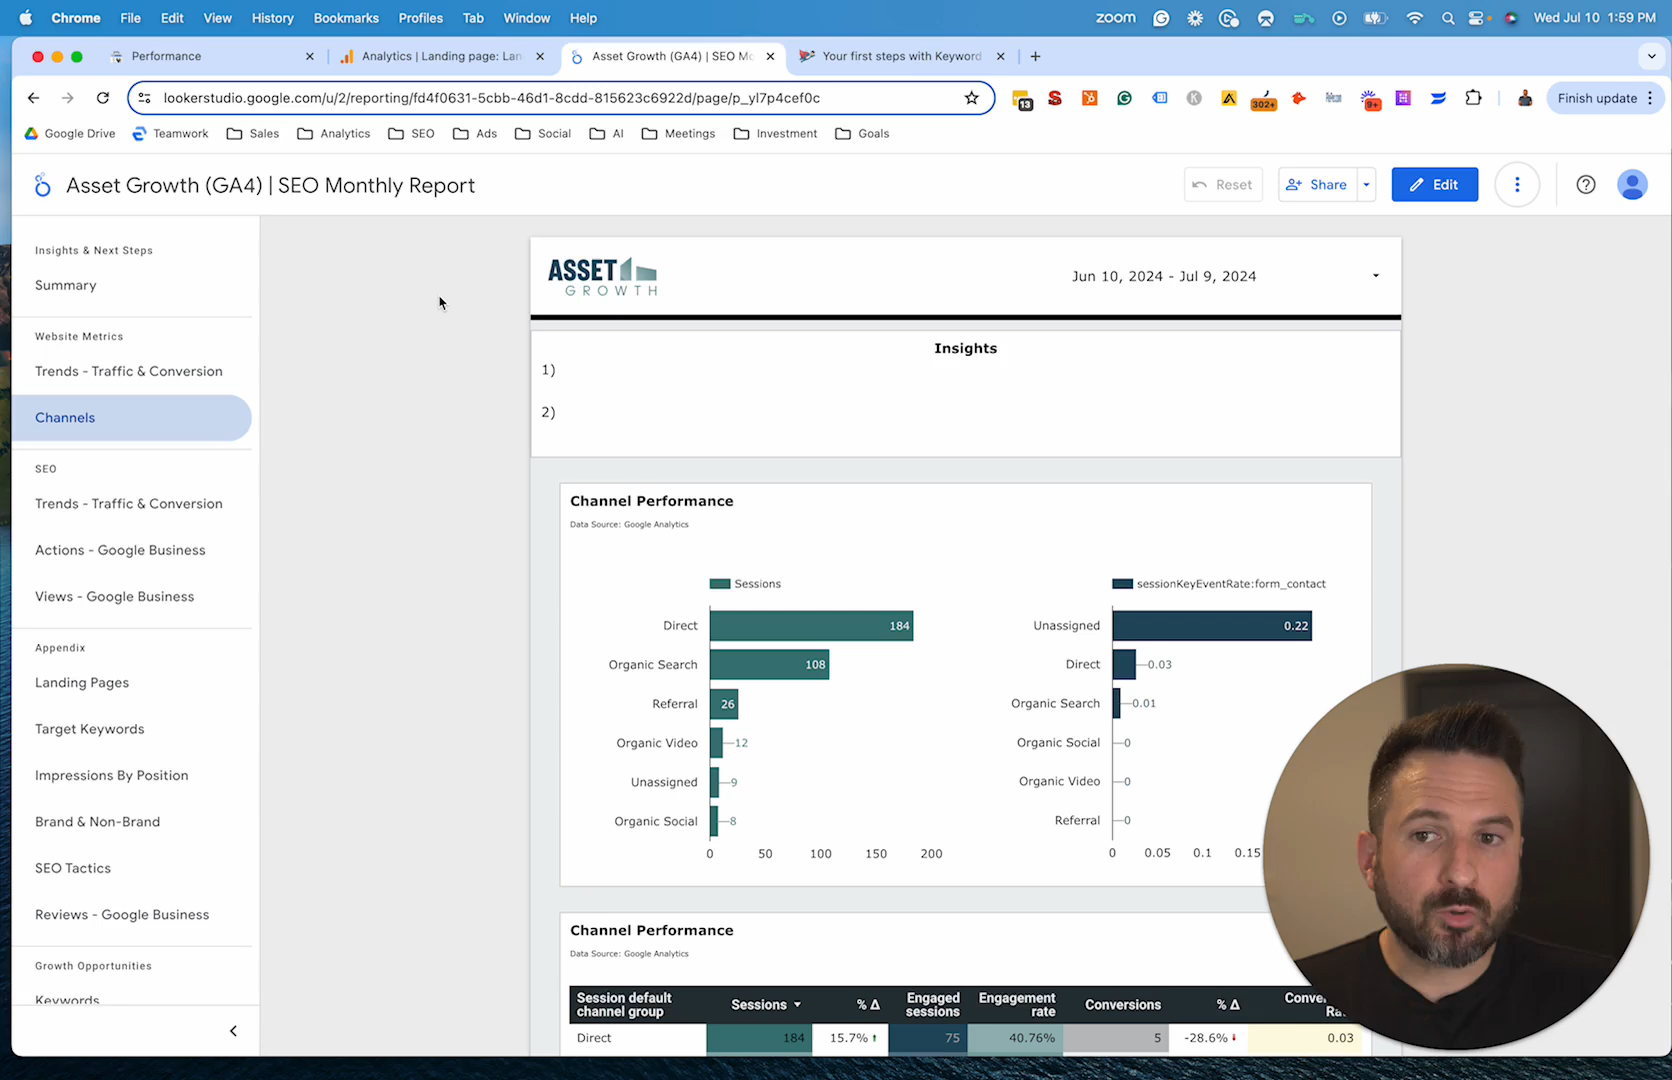 Chrome File Edit View History Bookmarks Profiles Tab Window Help
zoom
Wed Jul 10 1:59 PM
Performance
Analytics | Landing page: Lan
Asset Growth (GA4) | SEO Mo
Your first steps with Keyword
lookerstudio.google.com/u/2/reporting/fd4f0631-5cbb-46d1-8cdd-815623c6922d/page/p_yl7p4cef0c
13
302+
9+
Finish update
Google Drive Teamwork Sales Analytics SEO Ads Social AI Meetings Investment Goals
Asset Growth (GA4) | SEO Monthly Report
Reset
Share
Edit
Insights & Next Steps
Summary
Website Metrics
Trends - Traffic & Conversion
Channels
SEO
Trends - Traffic & Conversion
Actions - Google Business
Views - Google Business
Appendix
Landing Pages
Target Keywords
Impressions By Position
Brand & Non-Brand
SEO Tactics
Reviews - Google Business
Growth Opportunities
Keywords
ASSET
GROWTH
Jun 10, 2024 - Jul 9, 2024
Insights
1)
2)
Channel Performance
Data Source: Google Analytics
Sessions
Direct 184
Organic Search 108
Referral 26
Organic Video 12
Unassigned 9
Organic Social 8
0 50 100 150 200
sessionKeyEventRate:form_contact
Unassigned 0.22
Direct 0.03
Organic Search 0.01
Organic Social 0
Organic Video 0
Referral 0
0 0.05 0.1 0.15
Channel Performance
Data Source: Google Analytics
Session default channel group Sessions % Δ Engaged sessions Engagement rate Conversions % Δ
Direct 184 15.7% 75 40.76% 5 -28.6% 0.03